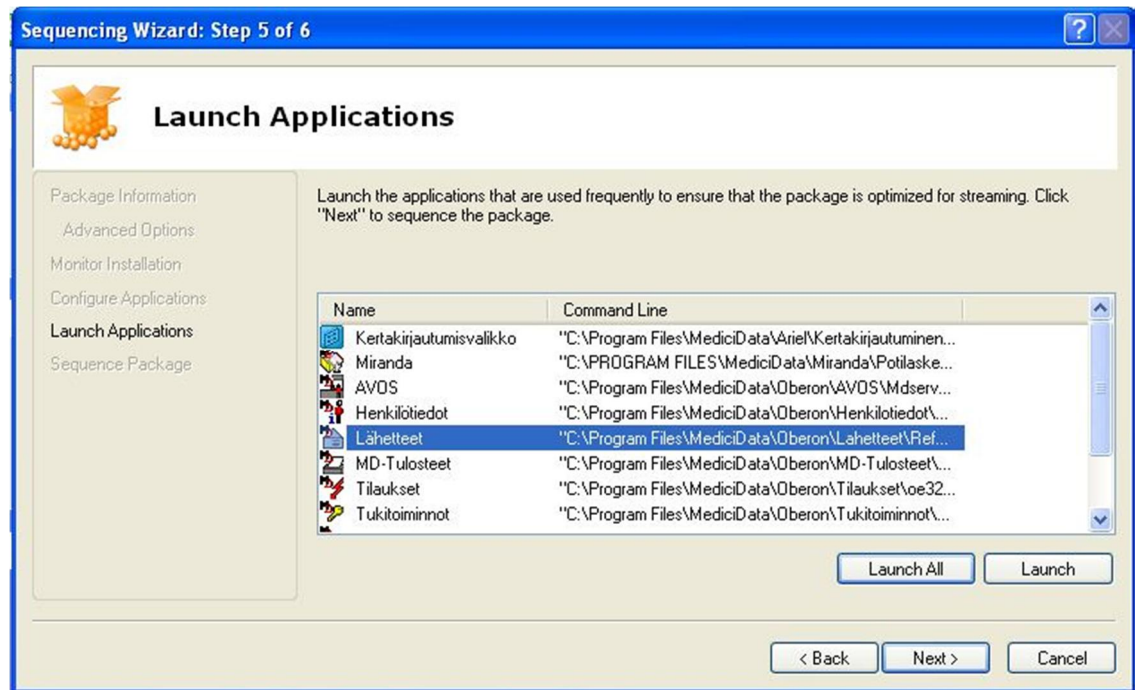 Sequencing Wizard: Step 5 of 6
Launch Applications
Package Information
Advanced Options
Monitor Installation
Configure Applications
Launch Applications
Sequence Package
Launch the applications that are used frequently to ensure that the package is optimized for streaming. Click
"Next" to sequence the package.
Name Command Line
Kertakirjautumisvalikko "C:\Program Files\MediciData\Ariel\Kertakirjautuminen...
Miranda "C:\PROGRAM FILES\MediciData\Miranda\Potilaske...
AVOS "C:\Program Files\MediciData\Oberon\AVOS\Mdserv...
Henkilötiedot "C:\Program Files\MediciData\Oberon\Henkilotiedot\...
Lähetteet "C:\Program Files\MediciData\Oberon\Lahetteet\Ref...
MD-Tulosteet "C:\Program Files\MediciData\Oberon\MD-Tulosteet\...
Tilaukset "C:\Program Files\MediciData\Oberon\Tilaukset\oe32...
Tukitoiminnot "C:\Program Files\MediciData\Oberon\Tukitoiminnot\...
Launch All Launch
< Back Next > Cancel